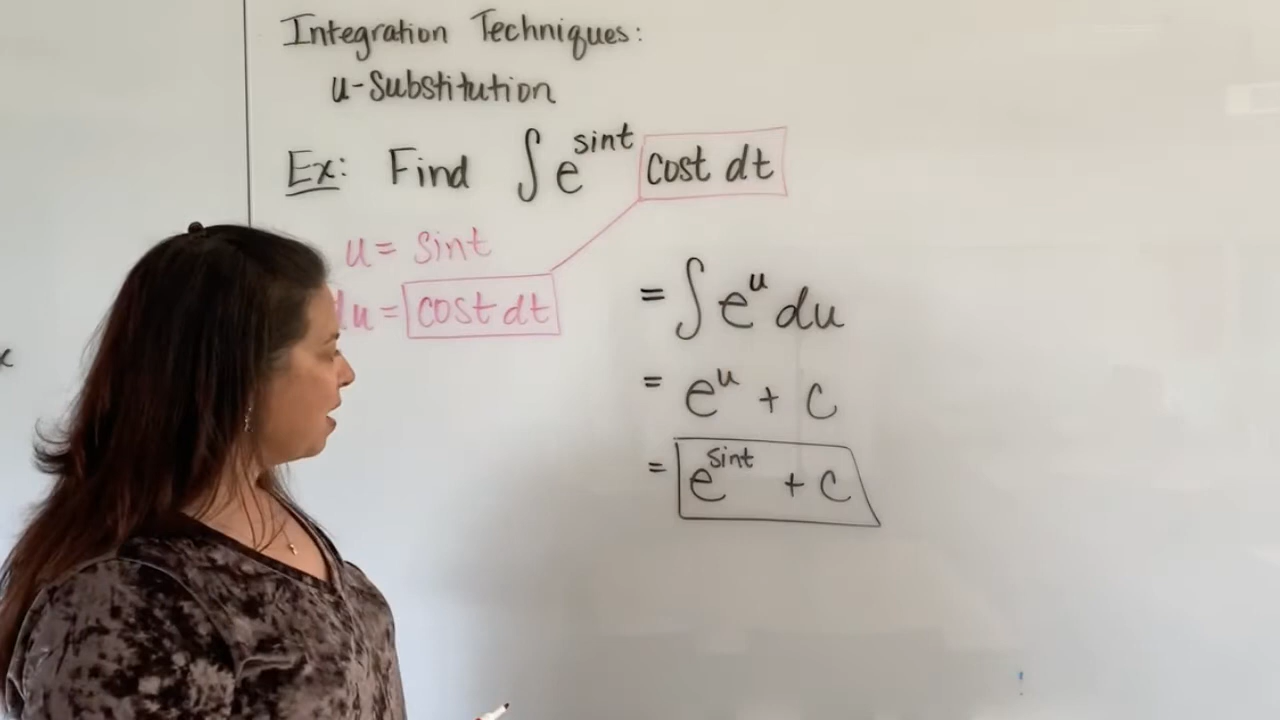 Integration Techniques:
u-Substitution
Ex: Find ∫ e^sint cost dt
u = sint
du = cost dt
= ∫ e^u du
= e^u + c
= e^sint + c